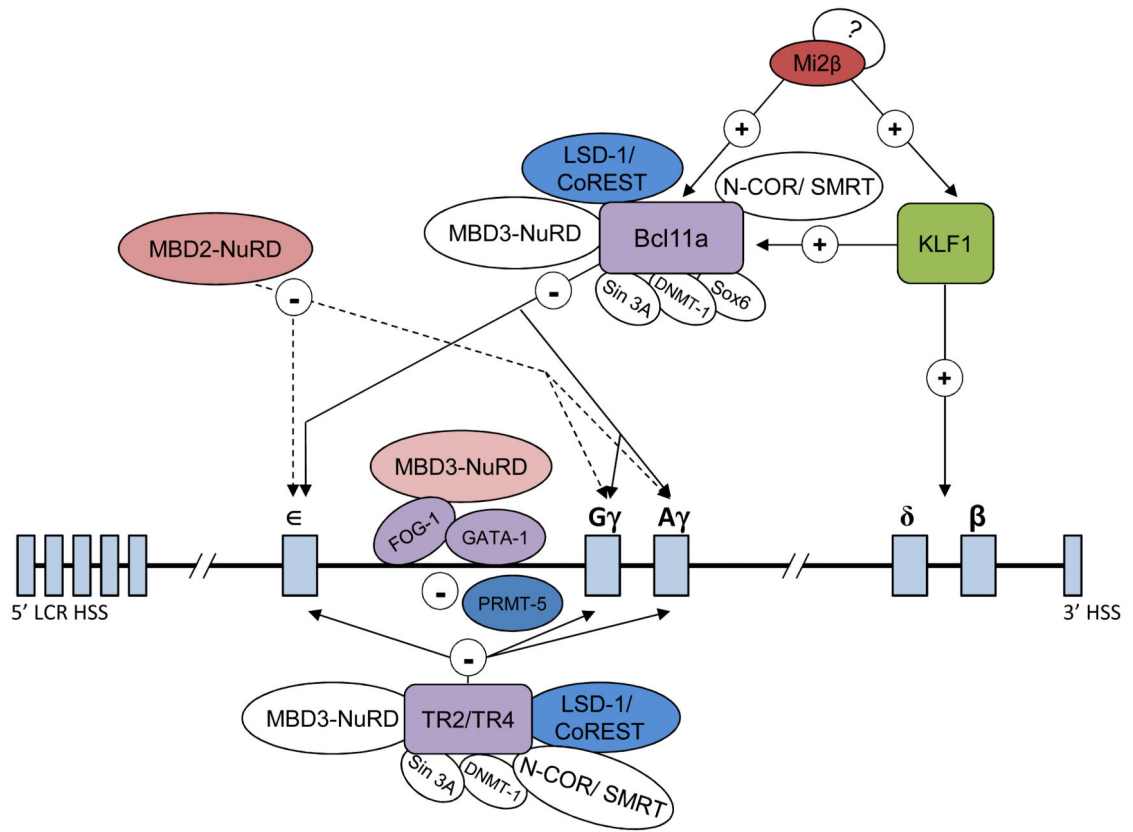 ?
Mi2β
+
+
LSD-1/
CoREST
N-COR/ SMRT
MBD3-NuRD
Bcl11a
+
KLF1
MBD2-NuRD
-
-
Sin 3A
DNMT-1
Sox6
+
MBD3-NuRD
ϵ
FOG-1
GATA-1
Gγ
Aγ
δ
β
-
PRMT-5
5’ LCR HSS
3’ HSS
-
MBD3-NuRD
TR2/TR4
LSD-1/
CoREST
Sin 3A
DNMT-1
N-COR/ SMRT